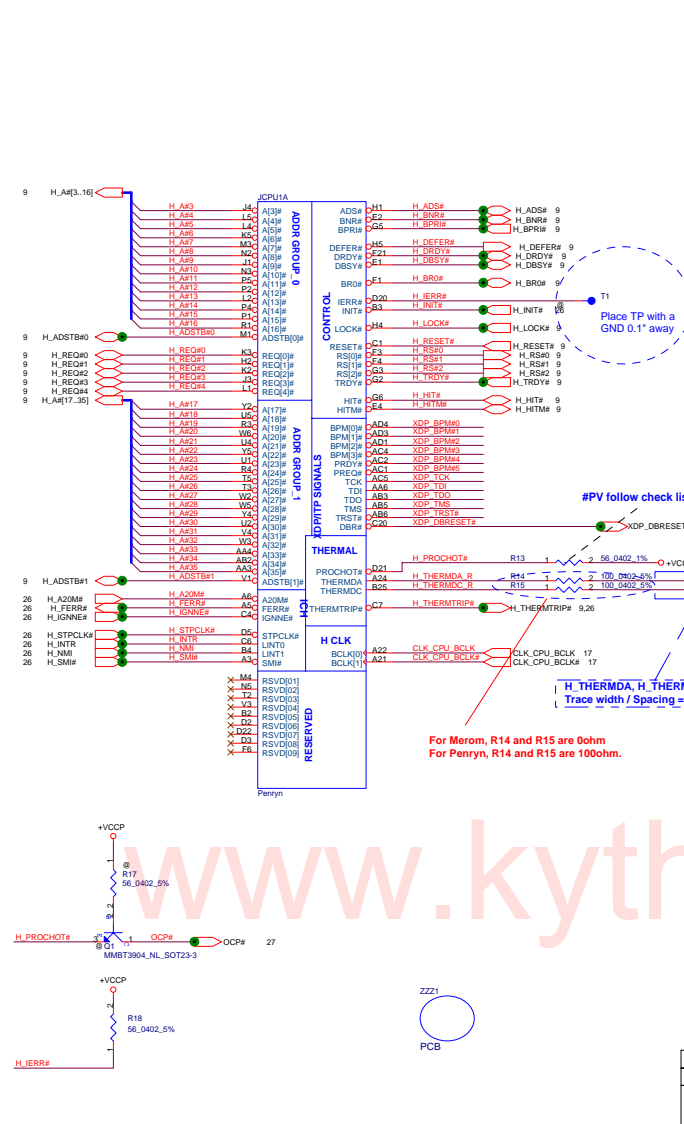 JCPU1A
9 H_A#[3..16]
H_A#3 J4 A[3]# ADS# H1 H_ADS# H_ADS# 9
H_A#4 L5 A[4]# BNR# E2 H_BNR# H_BNR# 9
H_A#5 L4 A[5]# BPRI# G5 H_BPRI# H_BPRI# 9
H_A#6 K5 A[6]#
H_A#7 M3 A[7]# DEFER# H5 H_DEFER# H_DEFER# 9
H_A#8 N2 A[8]# DRDY# F21 H_DRDY# H_DRDY# 9
H_A#9 J1 A[9]# DBSY# E1 H_DBSY# H_DBSY# 9
H_A#10 N3 A[10]#
H_A#11 P5 A[11]# BR0# F1 H_BR0# H_BR0# 9
H_A#12 P2 A[12]#
H_A#13 L2 A[13]# IERR# D20 H_IERR# T1
H_A#14 P4 A[14]# INIT# B3 H_INIT# H_INIT# 26 @
H_A#15 P1 A[15]#
H_A#16 R1 A[16]# LOCK# H4 H_LOCK# H_LOCK# 9
Place TP with a
GND 0.1" away
9 H_ADSTB#0 H_ADSTB#0 M1 ADSTB[0]#
RESET# C1 H_RESET# H_RESET# 9
9 H_REQ#0 H_REQ#0 K3 REQ[0]# RS[0]# F3 H_RS#0 H_RS#0 9
9 H_REQ#1 H_REQ#1 H2 REQ[1]# RS[1]# F4 H_RS#1 H_RS#1 9
9 H_REQ#2 H_REQ#2 K2 REQ[2]# RS[2]# G3 H_RS#2 H_RS#2 9
9 H_REQ#3 H_REQ#3 J3 REQ[3]# TRDY# G2 H_TRDY# H_TRDY# 9
9 H_REQ#4 H_REQ#4 L1 REQ[4]#
9 H_A#[17..35] HIT# G6 H_HIT# H_HIT# 9
H_A#17 Y2 A[17]# HITM# E4 H_HITM# H_HITM# 9
H_A#18 U5 A[18]#
H_A#19 R3 A[19]# BPM[0]# AD4 XDP_BPM#0
H_A#20 W6 A[20]# BPM[1]# AD3 XDP_BPM#1
H_A#21 U4 A[21]# BPM[2]# AD1 XDP_BPM#2
H_A#22 Y5 A[22]# BPM[3]# AC4 XDP_BPM#3
H_A#23 U1 A[23]# PRDY# AC2 XDP_BPM#4
H_A#24 R4 A[24]# PREQ# AC1 XDP_BPM#5
H_A#25 T5 A[25]# TCK AC5 XDP_TCK
H_A#26 T3 A[26]# TDI AA6 XDP_TDI
H_A#27 W2 A[27]# TDO AB3 XDP_TDO
H_A#28 W5 A[28]# TMS AB5 XDP_TMS
H_A#29 Y4 A[29]# TRST# AB6 XDP_TRST#
H_A#30 U2 A[30]# DBR# C20 XDP_DBRESET# XDP_DBRESET
H_A#31 V4 A[31]#
H_A#32 W3 A[32]#
H_A#33 AA4 A[33]#
H_A#34 AB2 A[34]#
H_A#35 AA3 A[35]#
9 H_ADSTB#1 H_ADSTB#1 V1 ADSTB[1]#
ADDR GROUP_0
CONTROL
ADDR GROUP_1
XDP/ITP SIGNALS
#PV follow check lis
THERMAL
PROCHOT# D21 H_PROCHOT# R13 1 2 56_0402_1% +VCC
THERMDA A24 H_THERMDA_R R14 1 2 100_0402_5%
THERMDC B25 H_THERMDC_R R15 1 2 100_0402_5%
26 H_A20M# H_A20M# A6 A20M#
26 H_FERR# H_FERR# A5 FERR# THERMTRIP# C7 H_THERMTRIP# H_THERMTRIP# 9,26
26 H_IGNNE# H_IGNNE# C4 IGNNE#
ICH
26 H_STPCLK# H_STPCLK# D5 STPCLK# H CLK
26 H_INTR H_INTR C6 LINT0
26 H_NMI H_NMI B4 LINT1 BCLK[0] A22 CLK_CPU_BCLK CLK_CPU_BCLK 17
26 H_SMI# H_SMI# A3 SMI# BCLK[1] A21 CLK_CPU_BCLK# CLK_CPU_BCLK# 17
M4 RSVD[01]
N5 RSVD[02]
T2 RSVD[03]
V3 RSVD[04]
B2 RSVD[05]
D2 RSVD[06]
D22 RSVD[07]
D3 RSVD[08]
F6 RSVD[09]
RESERVED
Penryn
H_THERMDA, H_THERM
Trace width / Spacing =
For Merom, R14 and R15 are 0ohm
For Penryn, R14 and R15 are 100ohm.
www.kyth
+VCCP
1
@
R17
56_0402_5%
2
2
H_PROCHOT# 3 1 OCP# OCP# 27
@ Q1
MMBT3904_NL_SOT23-3
+VCCP
2
R18
56_0402_5%
1
H_IERR#
ZZZ1
PCB